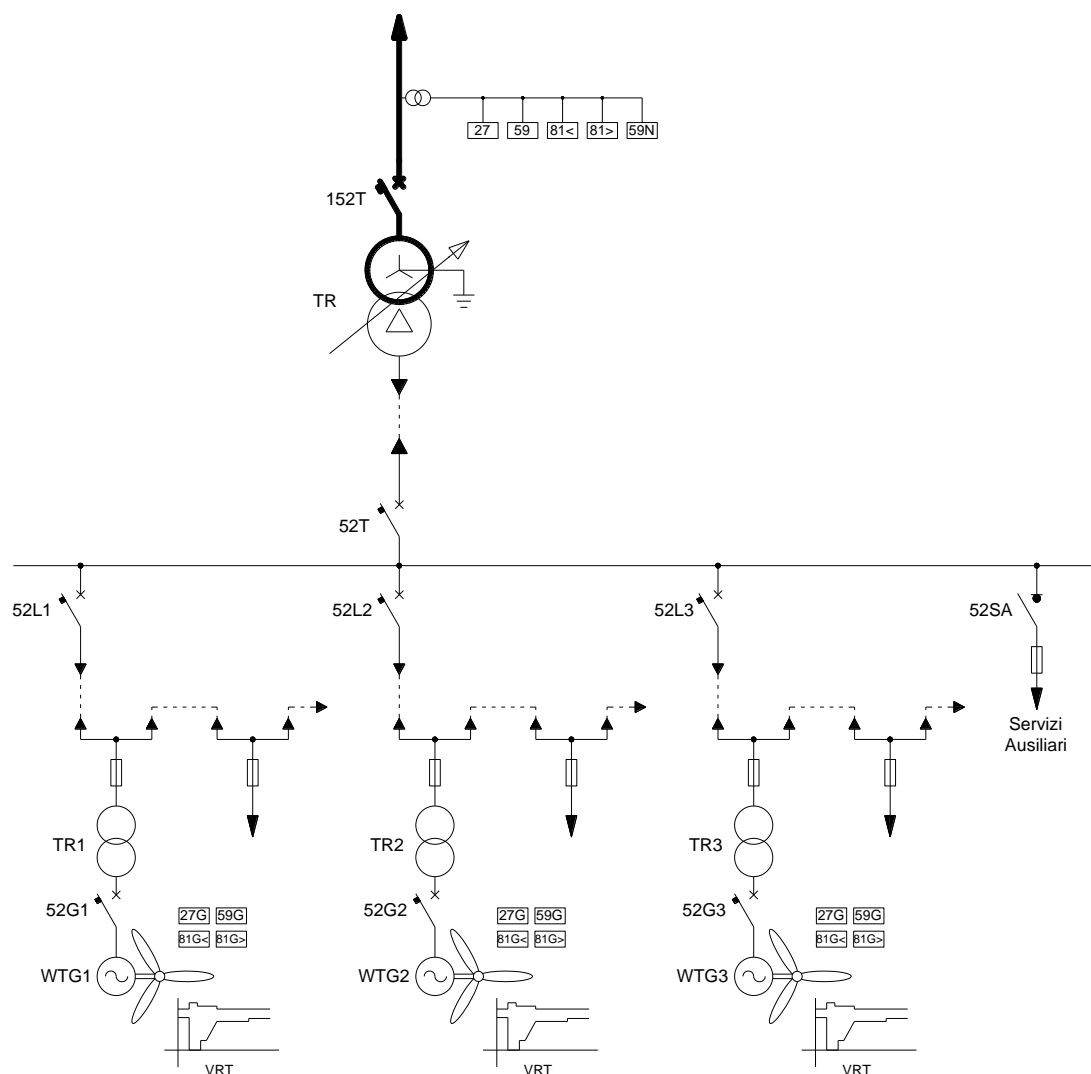 27 59 81< 81> 59N
152T
TR
52T
52L1 52L2 52L3 52SA
Servizi
Ausiliari
TR1 TR2 TR3
52G1 52G2 52G3
27G 59G 27G 59G 27G 59G
81G< 81G> 81G< 81G> 81G< 81G>
WTG1 WTG2 WTG3
VRT VRT VRT